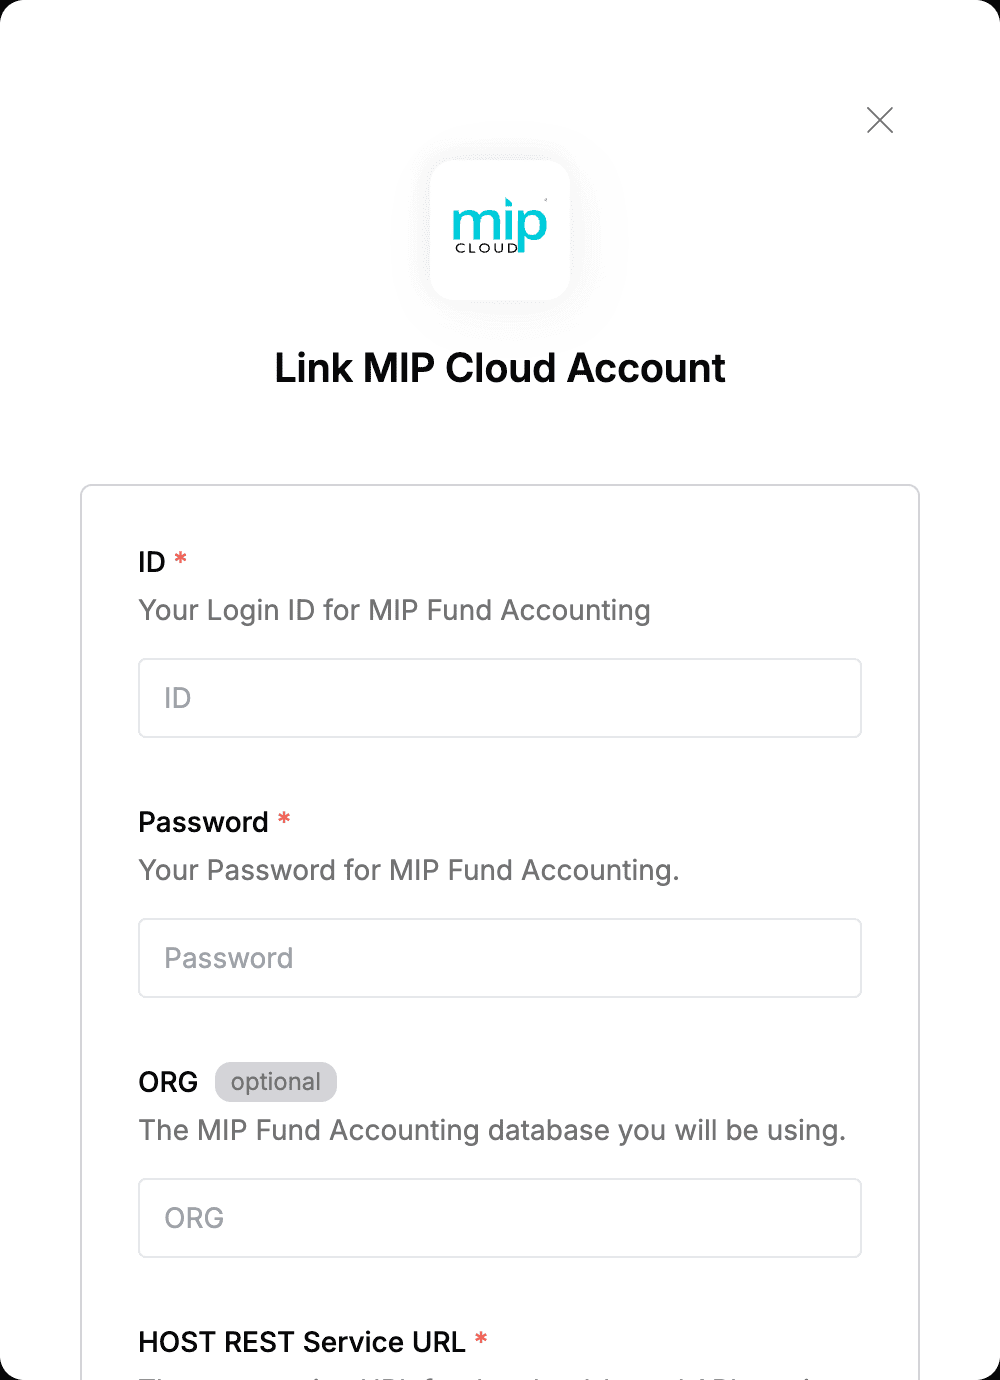 mip
CLOUD
Link MIP Cloud Account
ID *
Your Login ID for MIP Fund Accounting
ID
Password *
Your Password for MIP Fund Accounting.
Password
ORG optional
The MIP Fund Accounting database you will be using.
ORG
HOST REST Service URL *